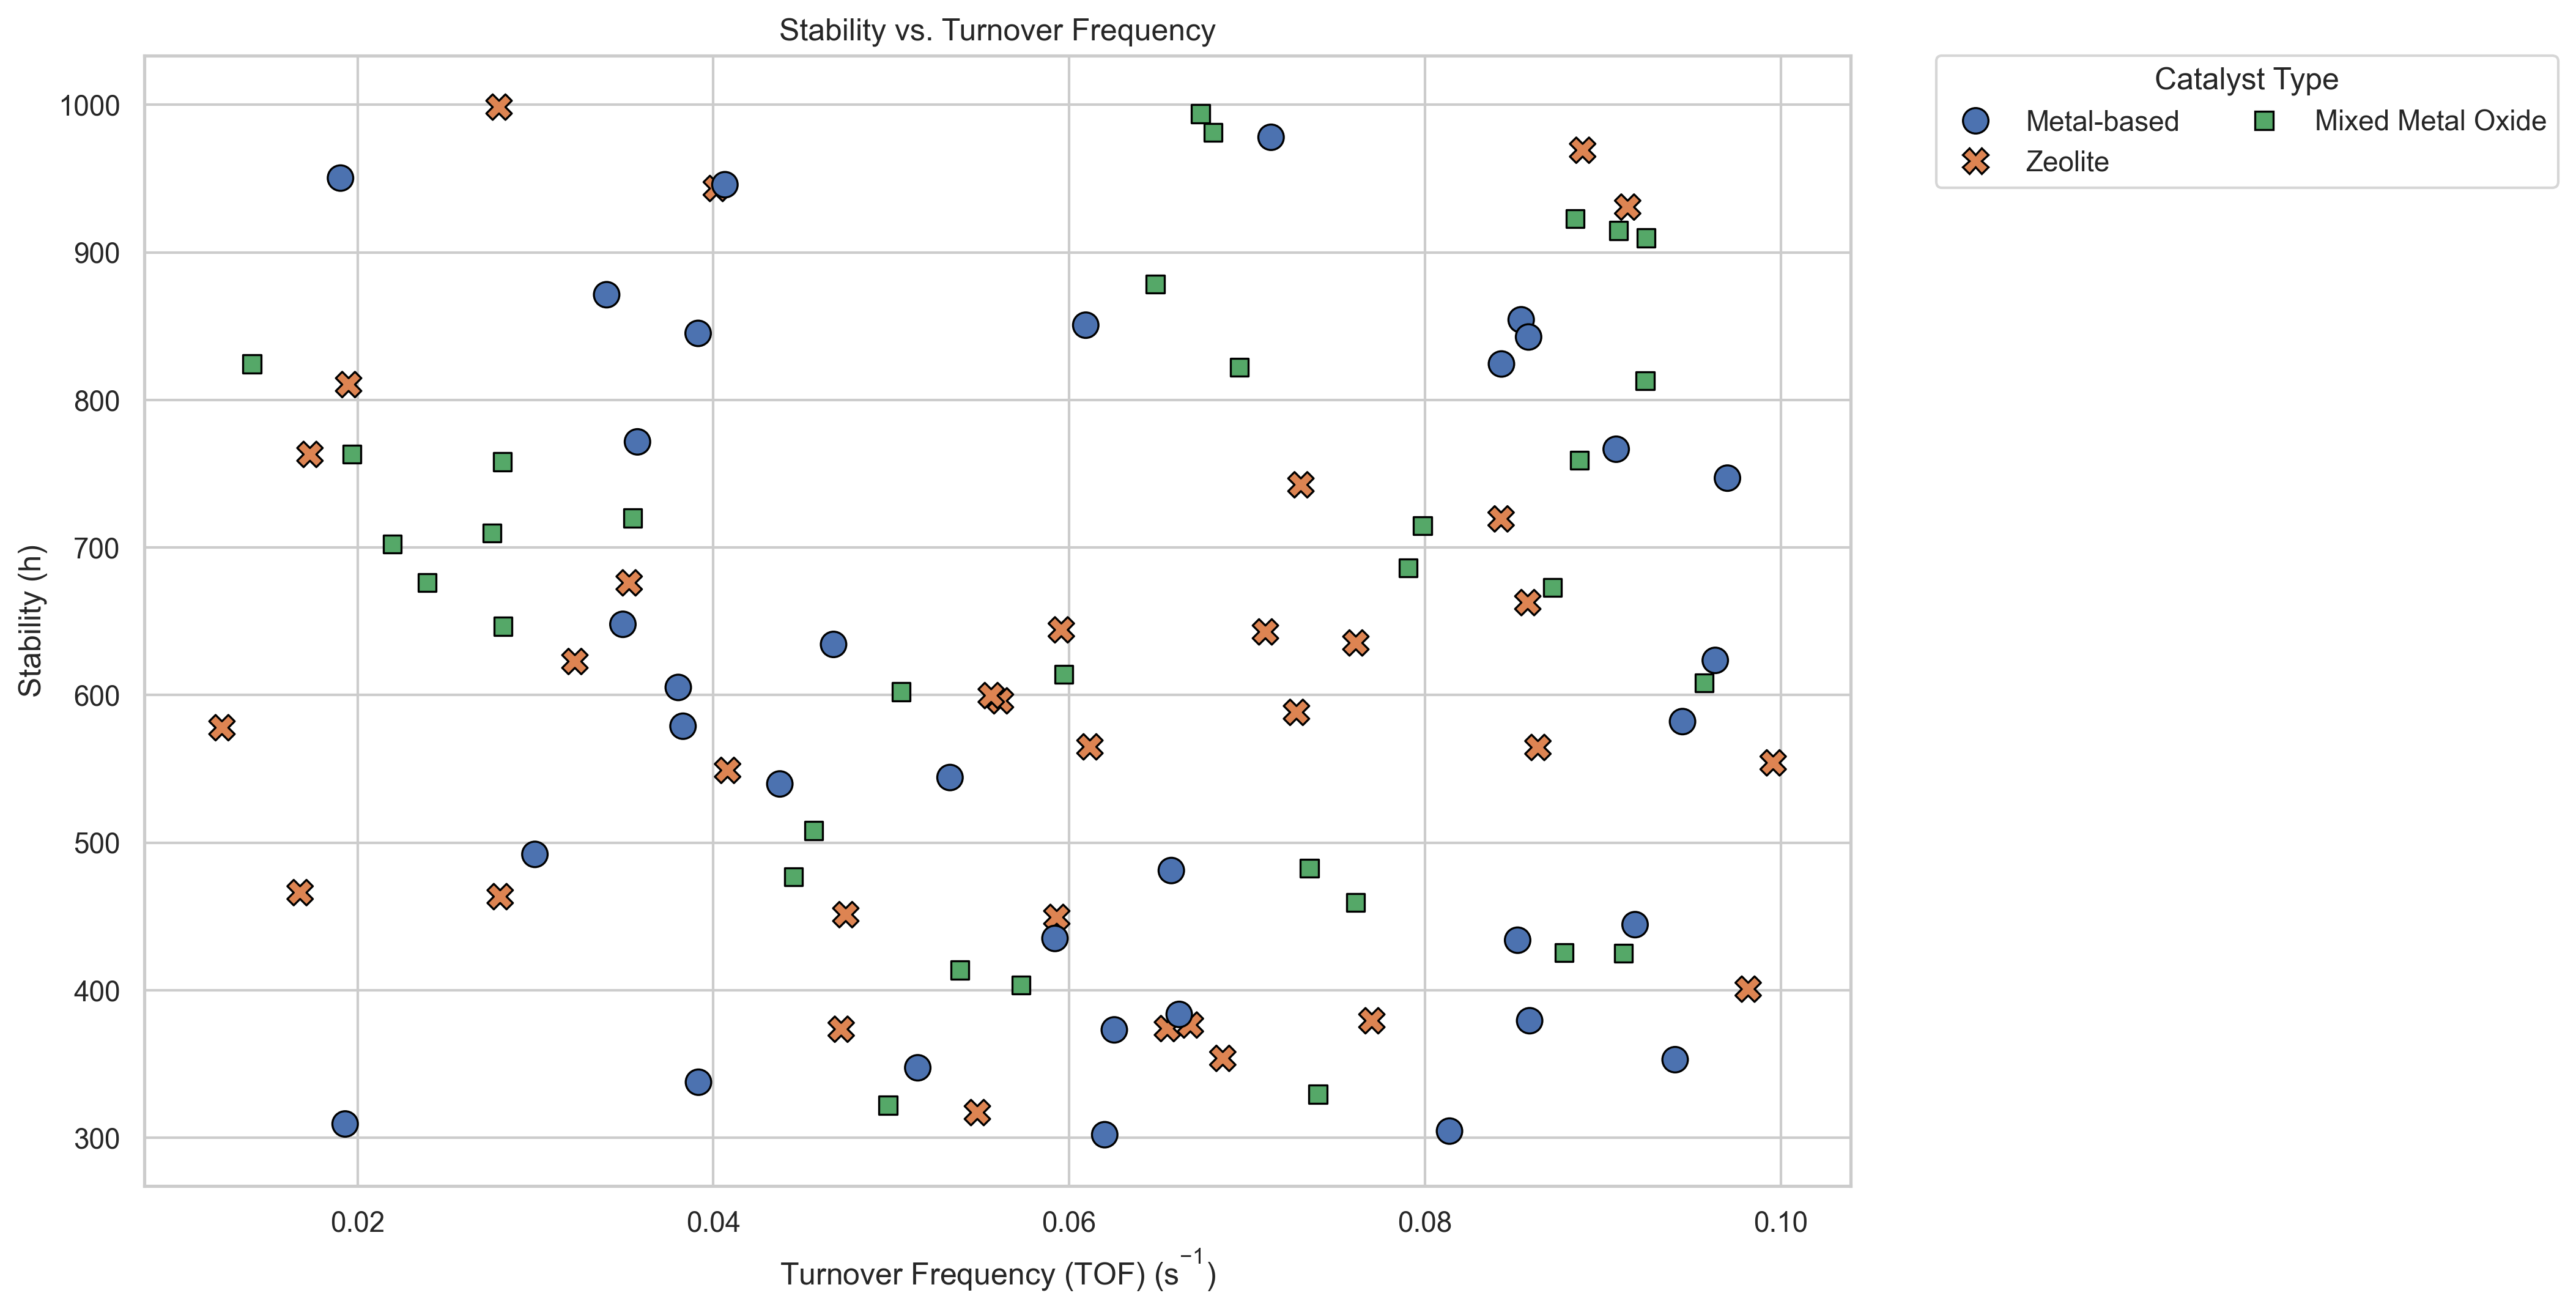 Stability vs. Turnover Frequency
Catalyst Type
Metal-based
Mixed Metal Oxide
Zeolite
Stability (h)
1000
900
800
700
600
500
400
300
0.02 0.04 0.06 0.08 0.10
Turnover Frequency (TOF) (s⁻¹)